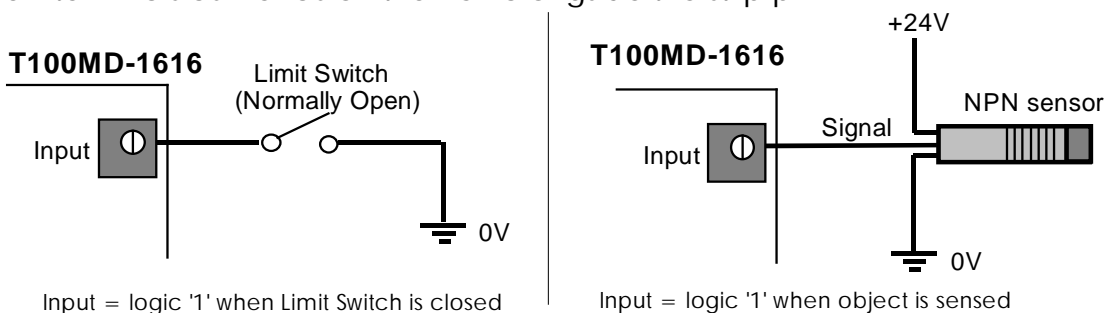 T100MD-1616
Limit Switch
(Normally Open)
Input
0V
Input = logic '1' when Limit Switch is closed
+24V
T100MD-1616
NPN sensor
Signal
Input
0V
Input = logic '1' when object is sensed